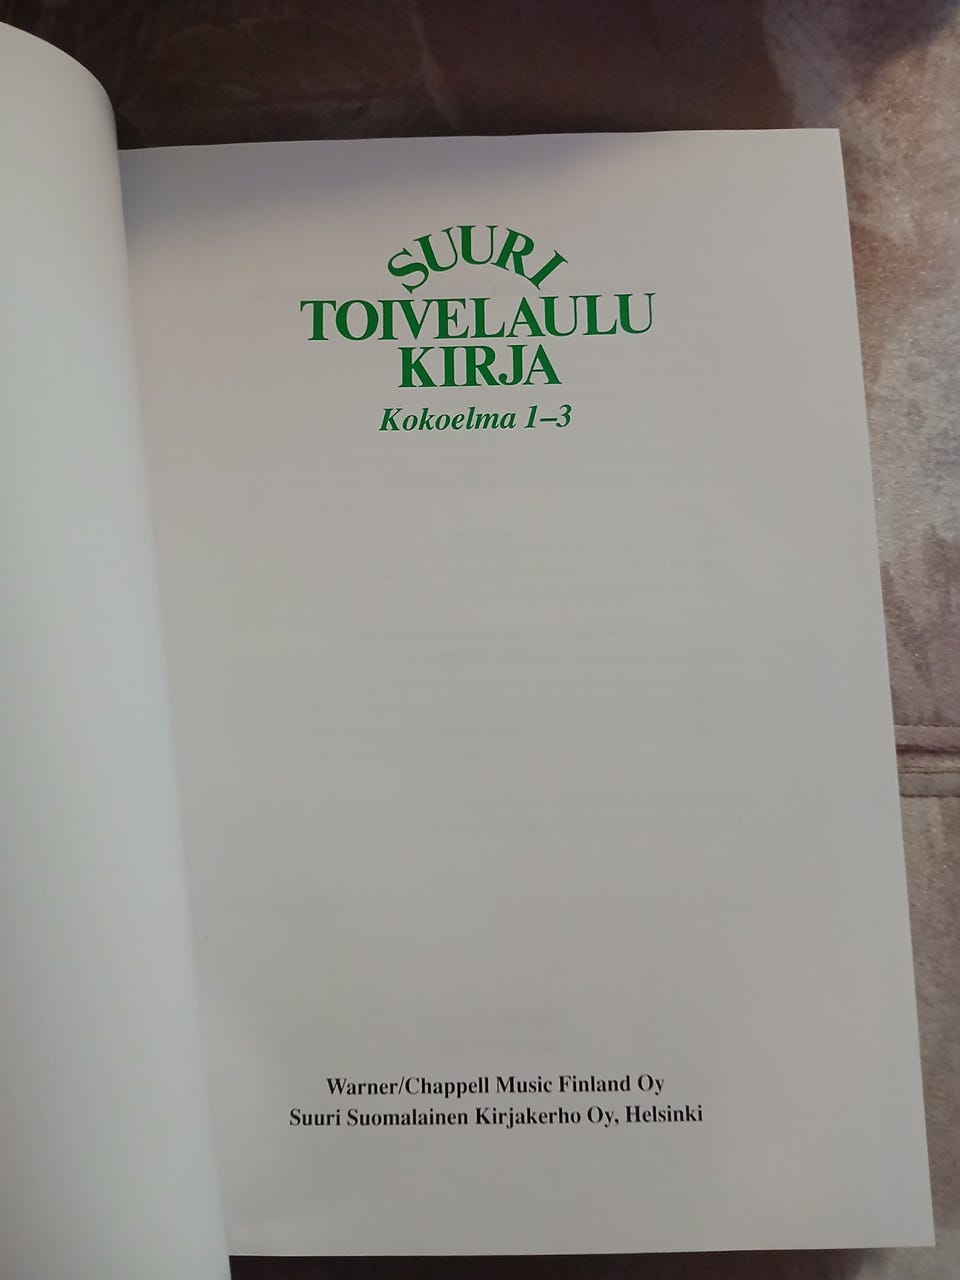 SUURI
TOIVELAULU
KIRJA
Kokoelma 1–3
Warner/Chappell Music Finland Oy
Suuri Suomalainen Kirjakerho Oy, Helsinki